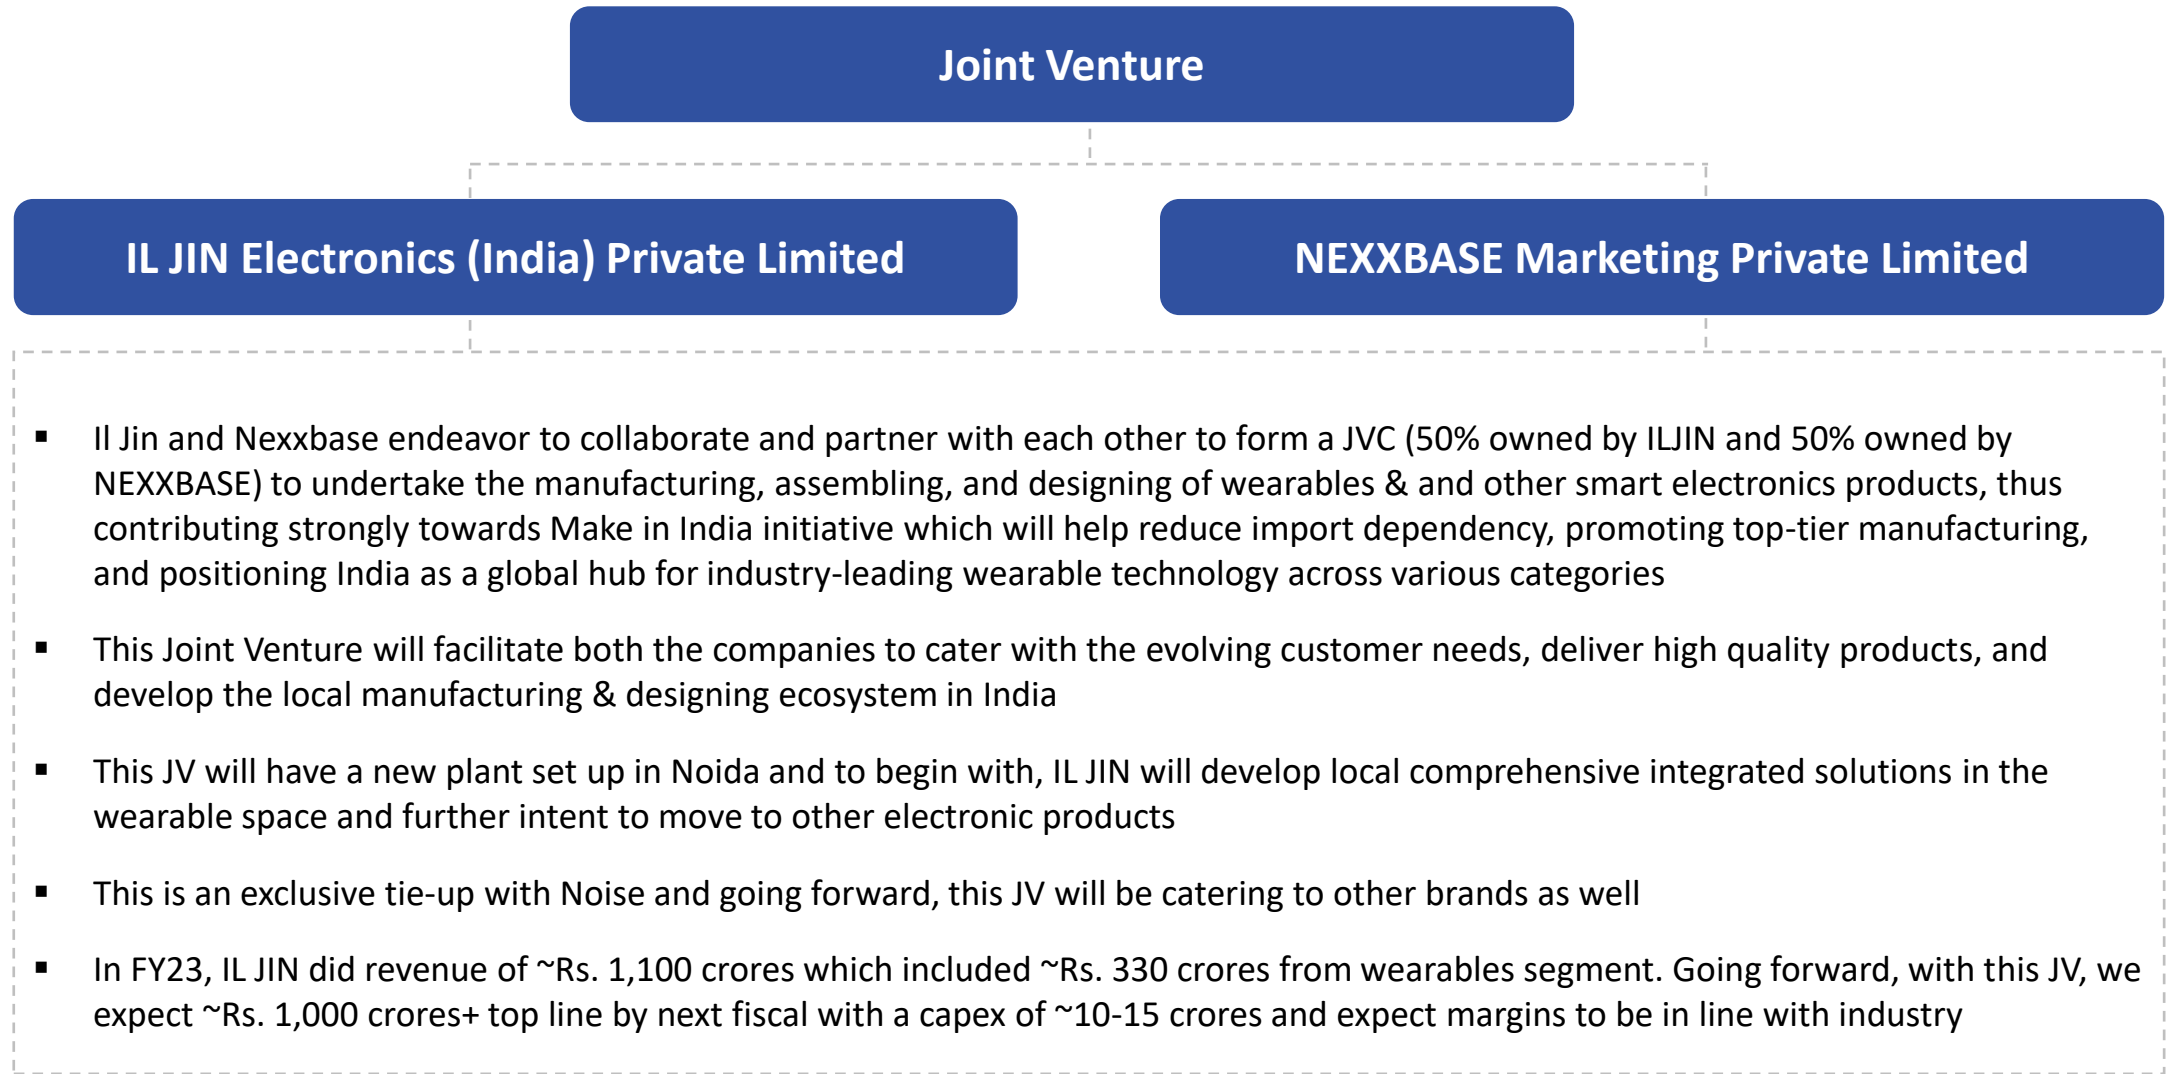 Joint Venture
IL JIN Electronics (India) Private Limited
NEXXBASE Marketing Private Limited
▪ Il Jin and Nexxbase endeavor to collaborate and partner with each other to form a JVC (50% owned by ILJIN and 50% owned by
NEXXBASE) to undertake the manufacturing, assembling, and designing of wearables & and other smart electronics products, thus
contributing strongly towards Make in India initiative which will help reduce import dependency, promoting top-tier manufacturing,
and positioning India as a global hub for industry-leading wearable technology across various categories
▪ This Joint Venture will facilitate both the companies to cater with the evolving customer needs, deliver high quality products, and
develop the local manufacturing & designing ecosystem in India
▪ This JV will have a new plant set up in Noida and to begin with, IL JIN will develop local comprehensive integrated solutions in the
wearable space and further intent to move to other electronic products
▪ This is an exclusive tie-up with Noise and going forward, this JV will be catering to other brands as well
▪ In FY23, IL JIN did revenue of ~Rs. 1,100 crores which included ~Rs. 330 crores from wearables segment. Going forward, with this JV, we
expect ~Rs. 1,000 crores+ top line by next fiscal with a capex of ~10-15 crores and expect margins to be in line with industry